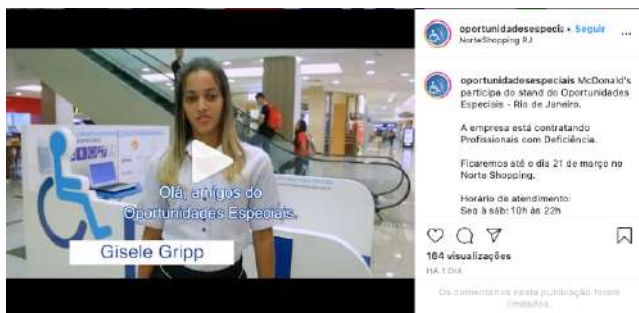 Olá, amigos do
Oportunidades Especiais.
Gisele Gripp
oportunidadesespeci: • Seguir
NorteShopping RJ
oportunidadesespeciais McDonald's
participa do stand do Oportunidades
Especiais - Rio de Janeiro.
A empresa está contratando
Profissionais com Deficiência.
Ficaremos até o dia 21 de março no
Norte Shopping.
Horário de atendimento:
Seg à sáb: 10h às 22h
164 visualizações
HÁ 1 DIA
Os comentários nesta publicação foram
limitados.